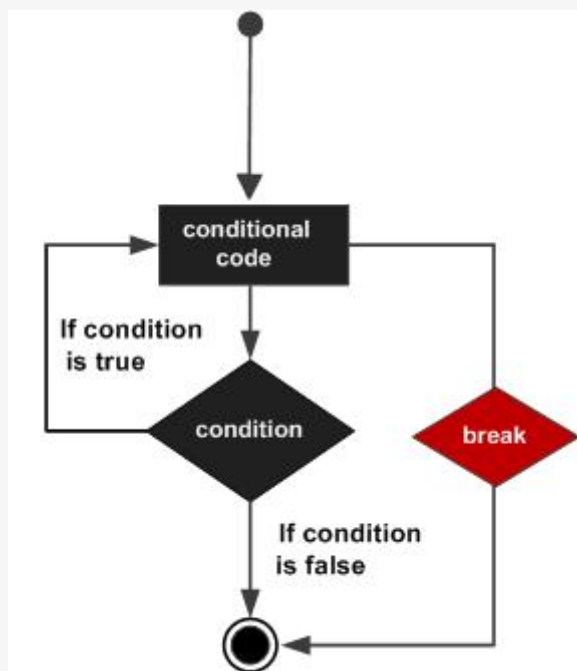 conditional
code
If condition
is true
condition
break
If condition
is false